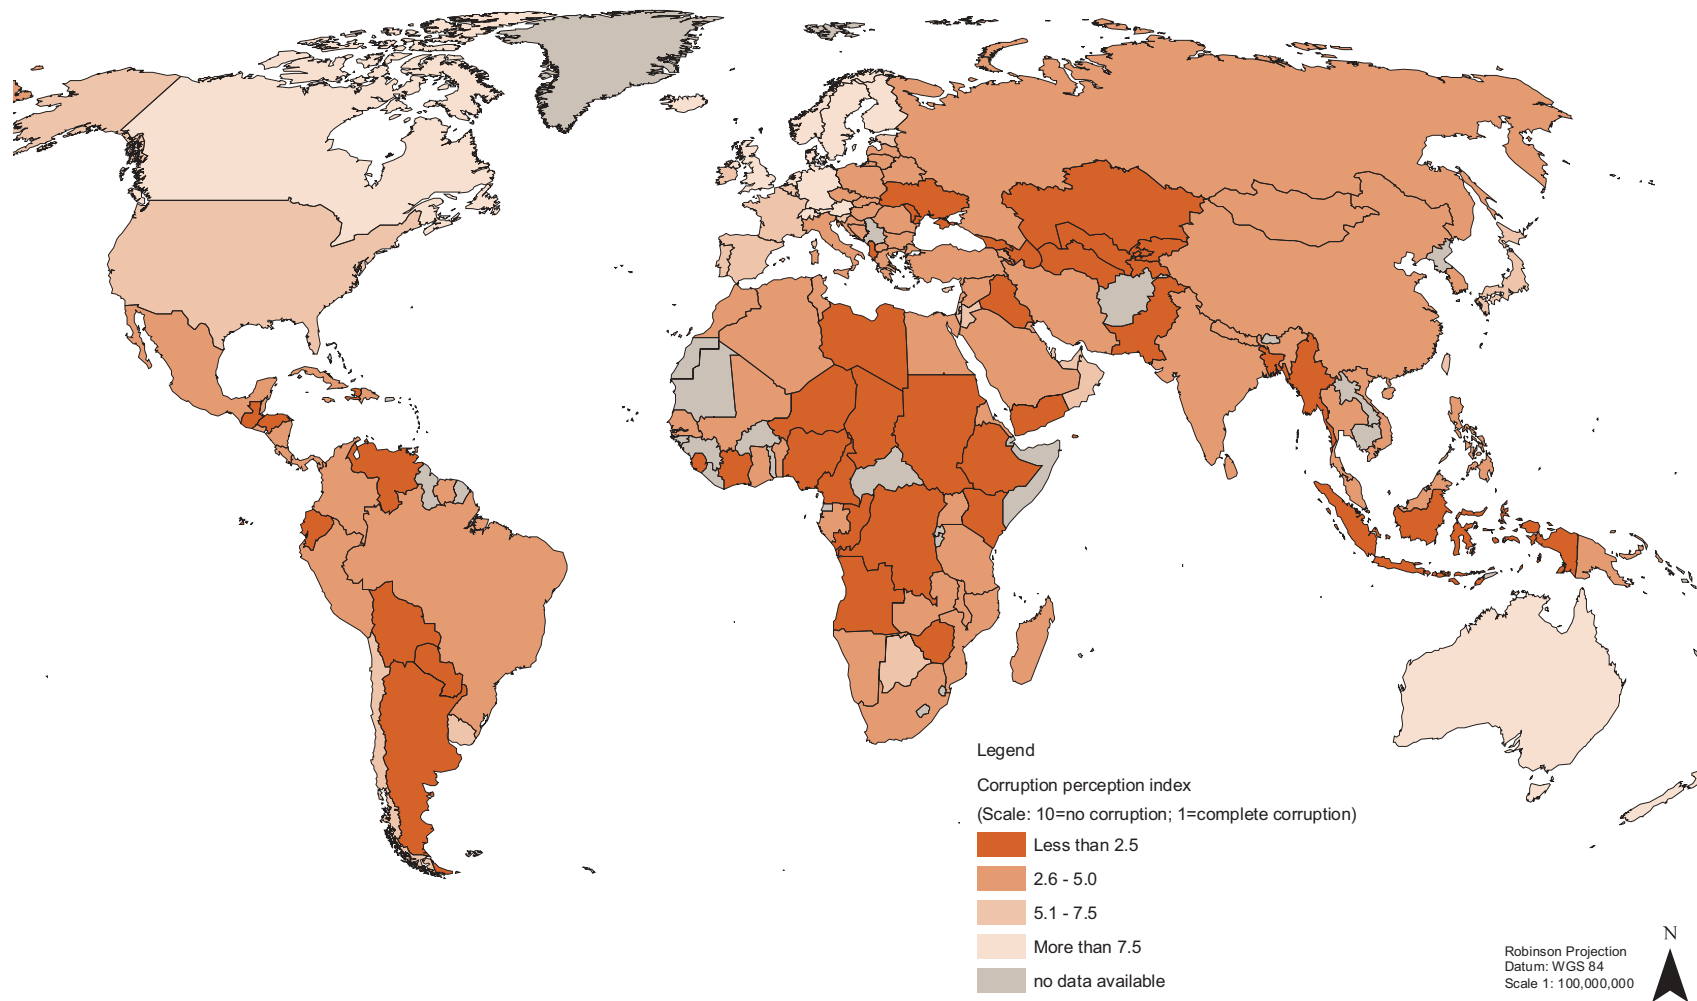 Legend
Corruption perception index
(Scale: 10=no corruption; 1=complete corruption)
Less than 2.5
2.6 - 5.0
5.1 - 7.5
More than 7.5
no data available
N
Robinson Projection
Datum: WGS 84
Scale 1: 100,000,000